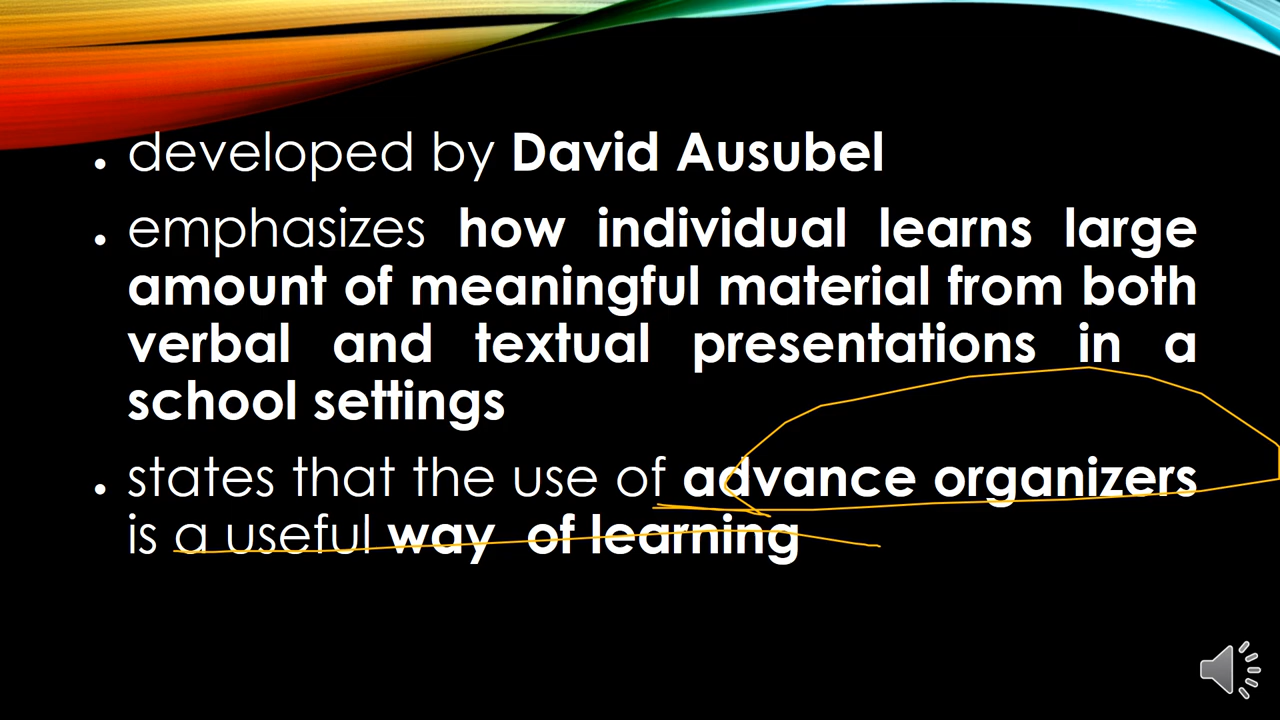 • developed by David Ausubel
• emphasizes how individual learns large
amount of meaningful material from both
verbal and textual presentations in a
school settings
• states that the use of advance organizers
is a useful way of learning